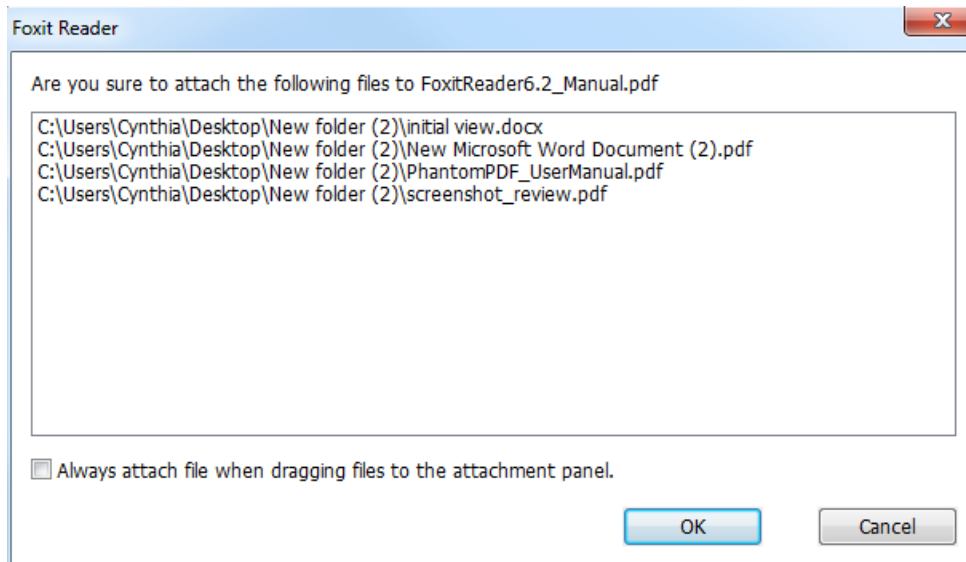 Foxit Reader
Are you sure to attach the following files to FoxitReader6.2_Manual.pdf
C:\Users\Cynthia\Desktop\New folder (2)\initial view.docx
C:\Users\Cynthia\Desktop\New folder (2)\New Microsoft Word Document (2).pdf
C:\Users\Cynthia\Desktop\New folder (2)\PhantomPDF_UserManual.pdf
C:\Users\Cynthia\Desktop\New folder (2)\screenshot_review.pdf
Always attach file when dragging files to the attachment panel.
OK Cancel